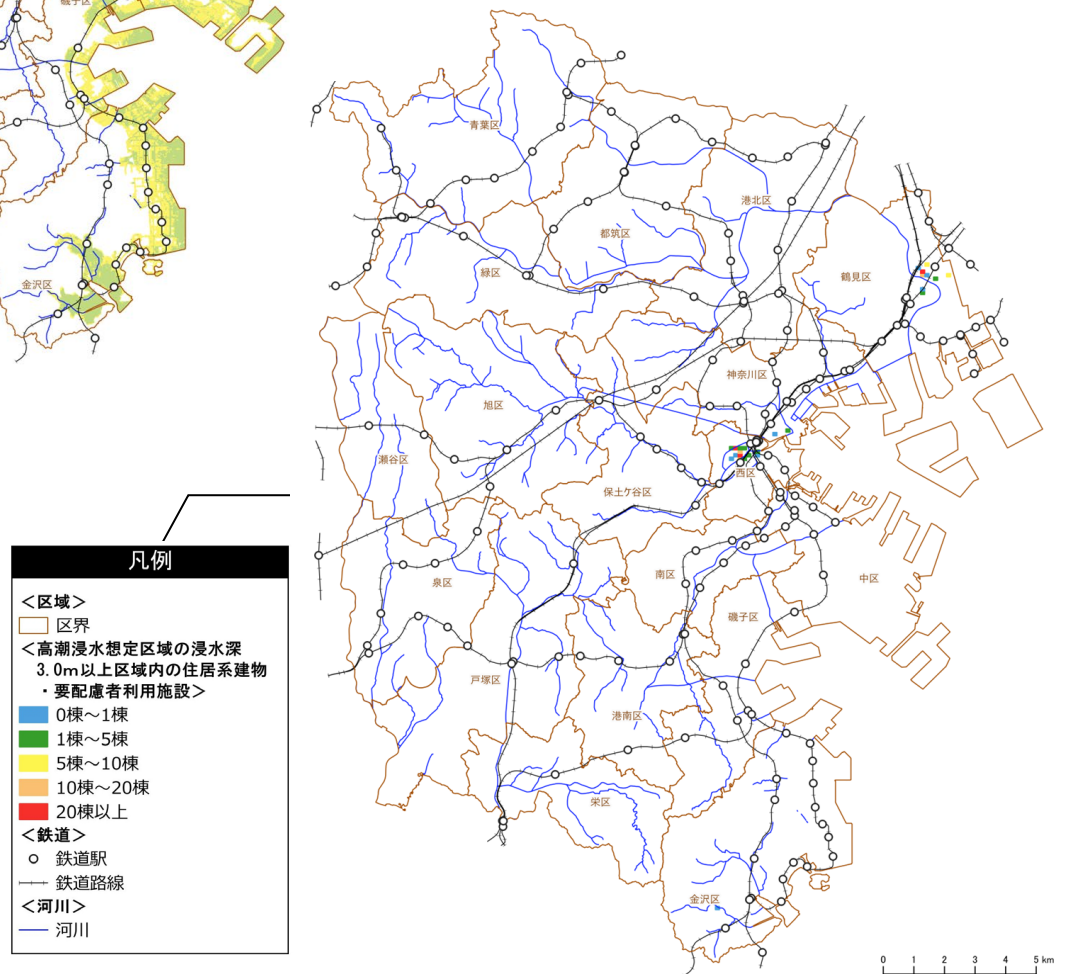 磯子区
金沢区
凡例
<区域>
区界
<高潮浸水想定区域の浸水深
3.0m以上区域内の住居系建物
・要配慮者利用施設>
0棟～1棟
1棟～5棟
5棟～10棟
10棟～20棟
20棟以上
<鉄道>
鉄道駅
鉄道路線
<河川>
河川
青葉区
港北区
都筑区
緑区
鶴見区
神奈川区
旭区
瀬谷区
西区
保土ケ谷区
泉区
南区
中区
磯子区
戸塚区
港南区
栄区
金沢区
0 1 2 3 4 5 km